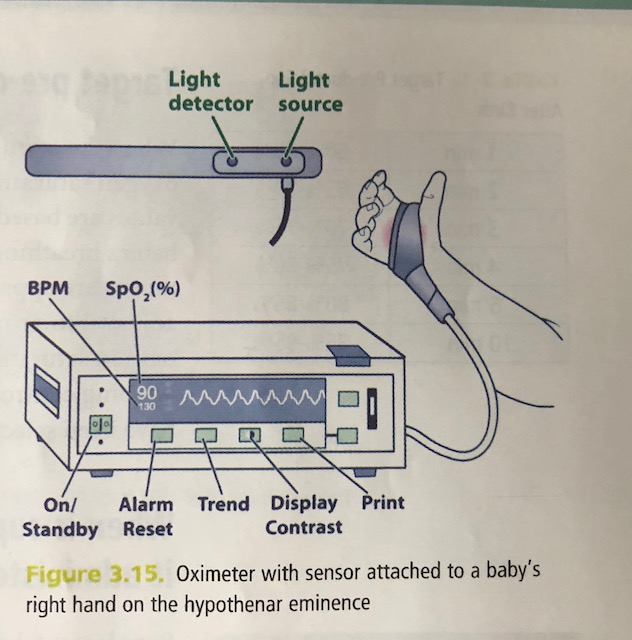 Light
detector
Light
source
BPM
SpO₂(%)
90
130
On/
Standby
Alarm
Reset
Trend
Display
Contrast
Print
Figure 3.15. Oximeter with sensor attached to a baby's
right hand on the hypothenar eminence